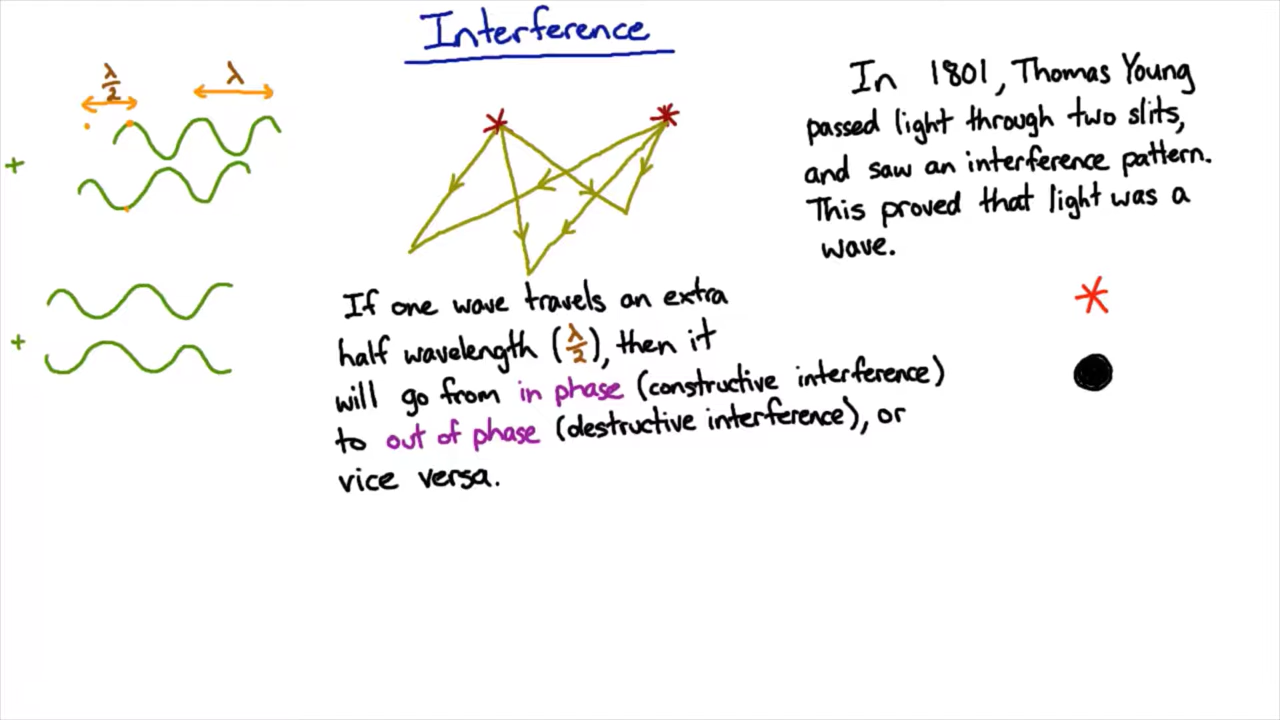 Interference
λ/2
λ
+
+
In 1801, Thomas Young
passed light through two slits,
and saw an interference pattern.
This proved that light was a
wave.
If one wave travels an extra
half wavelength (λ/2), then it
will go from in phase (constructive interference)
to out of phase (destructive interference), or
vice versa.